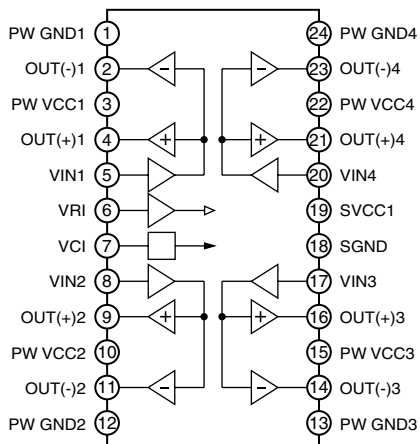 PW GND1 1 24 PW GND4
OUT(-)1 2 - - 23 OUT(-)4
PW VCC1 3 22 PW VCC4
OUT(+)1 4 + + 21 OUT(+)4
VIN1 5 20 VIN4
VRI 6 19 SVCC1
VCI 7 18 SGND
VIN2 8 17 VIN3
OUT(+)2 9 + + 16 OUT(+)3
PW VCC2 10 15 PW VCC3
OUT(-)2 11 - - 14 OUT(-)3
PW GND2 12 13 PW GND3